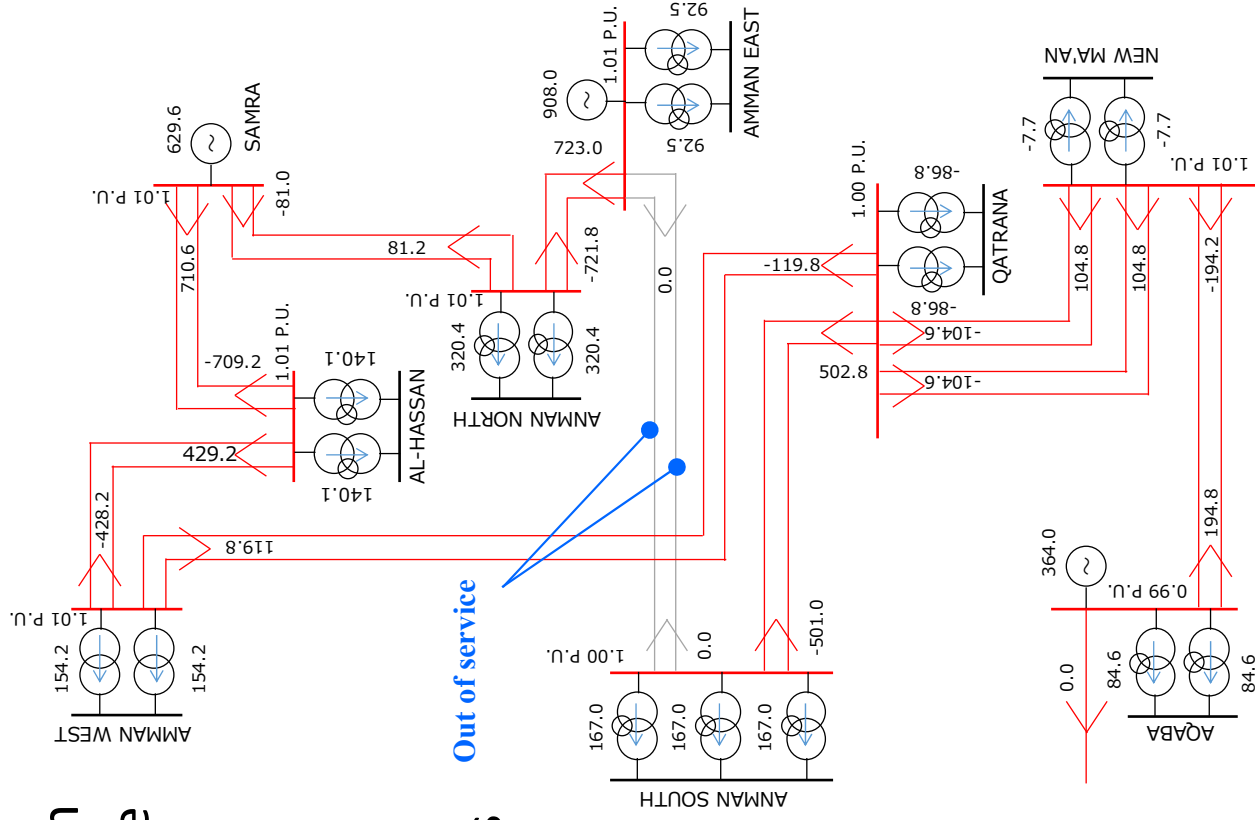 629.6
SAMRA
1.01 P.U.
-81.0
710.6
81.2
908.0
1.01 P.U.
92.5
92.5
AMMAN EAST
723.0
-721.8
0.0
1.01 P.U.
320.4
320.4
ANMAN NORTH
-709.2
1.01 P.U.
140.1
140.1
AL-HASSAN
429.2
-428.2
119.8
1.01 P.U.
154.2
154.2
AMMAN WEST
Out of service
1.00 P.U.
0.0
-501.0
167.0
167.0
167.0
ANMAN SOUTH
1.00 P.U.
-86.8
-86.8
QATRANA
-119.8
502.8
-104.6
-104.6
NEW MA'AN
-7.7
-7.7
1.01 P.U.
104.8
104.8
-194.2
194.8
364.0
0.99 P.U.
0.0
84.6
84.6
AQABA